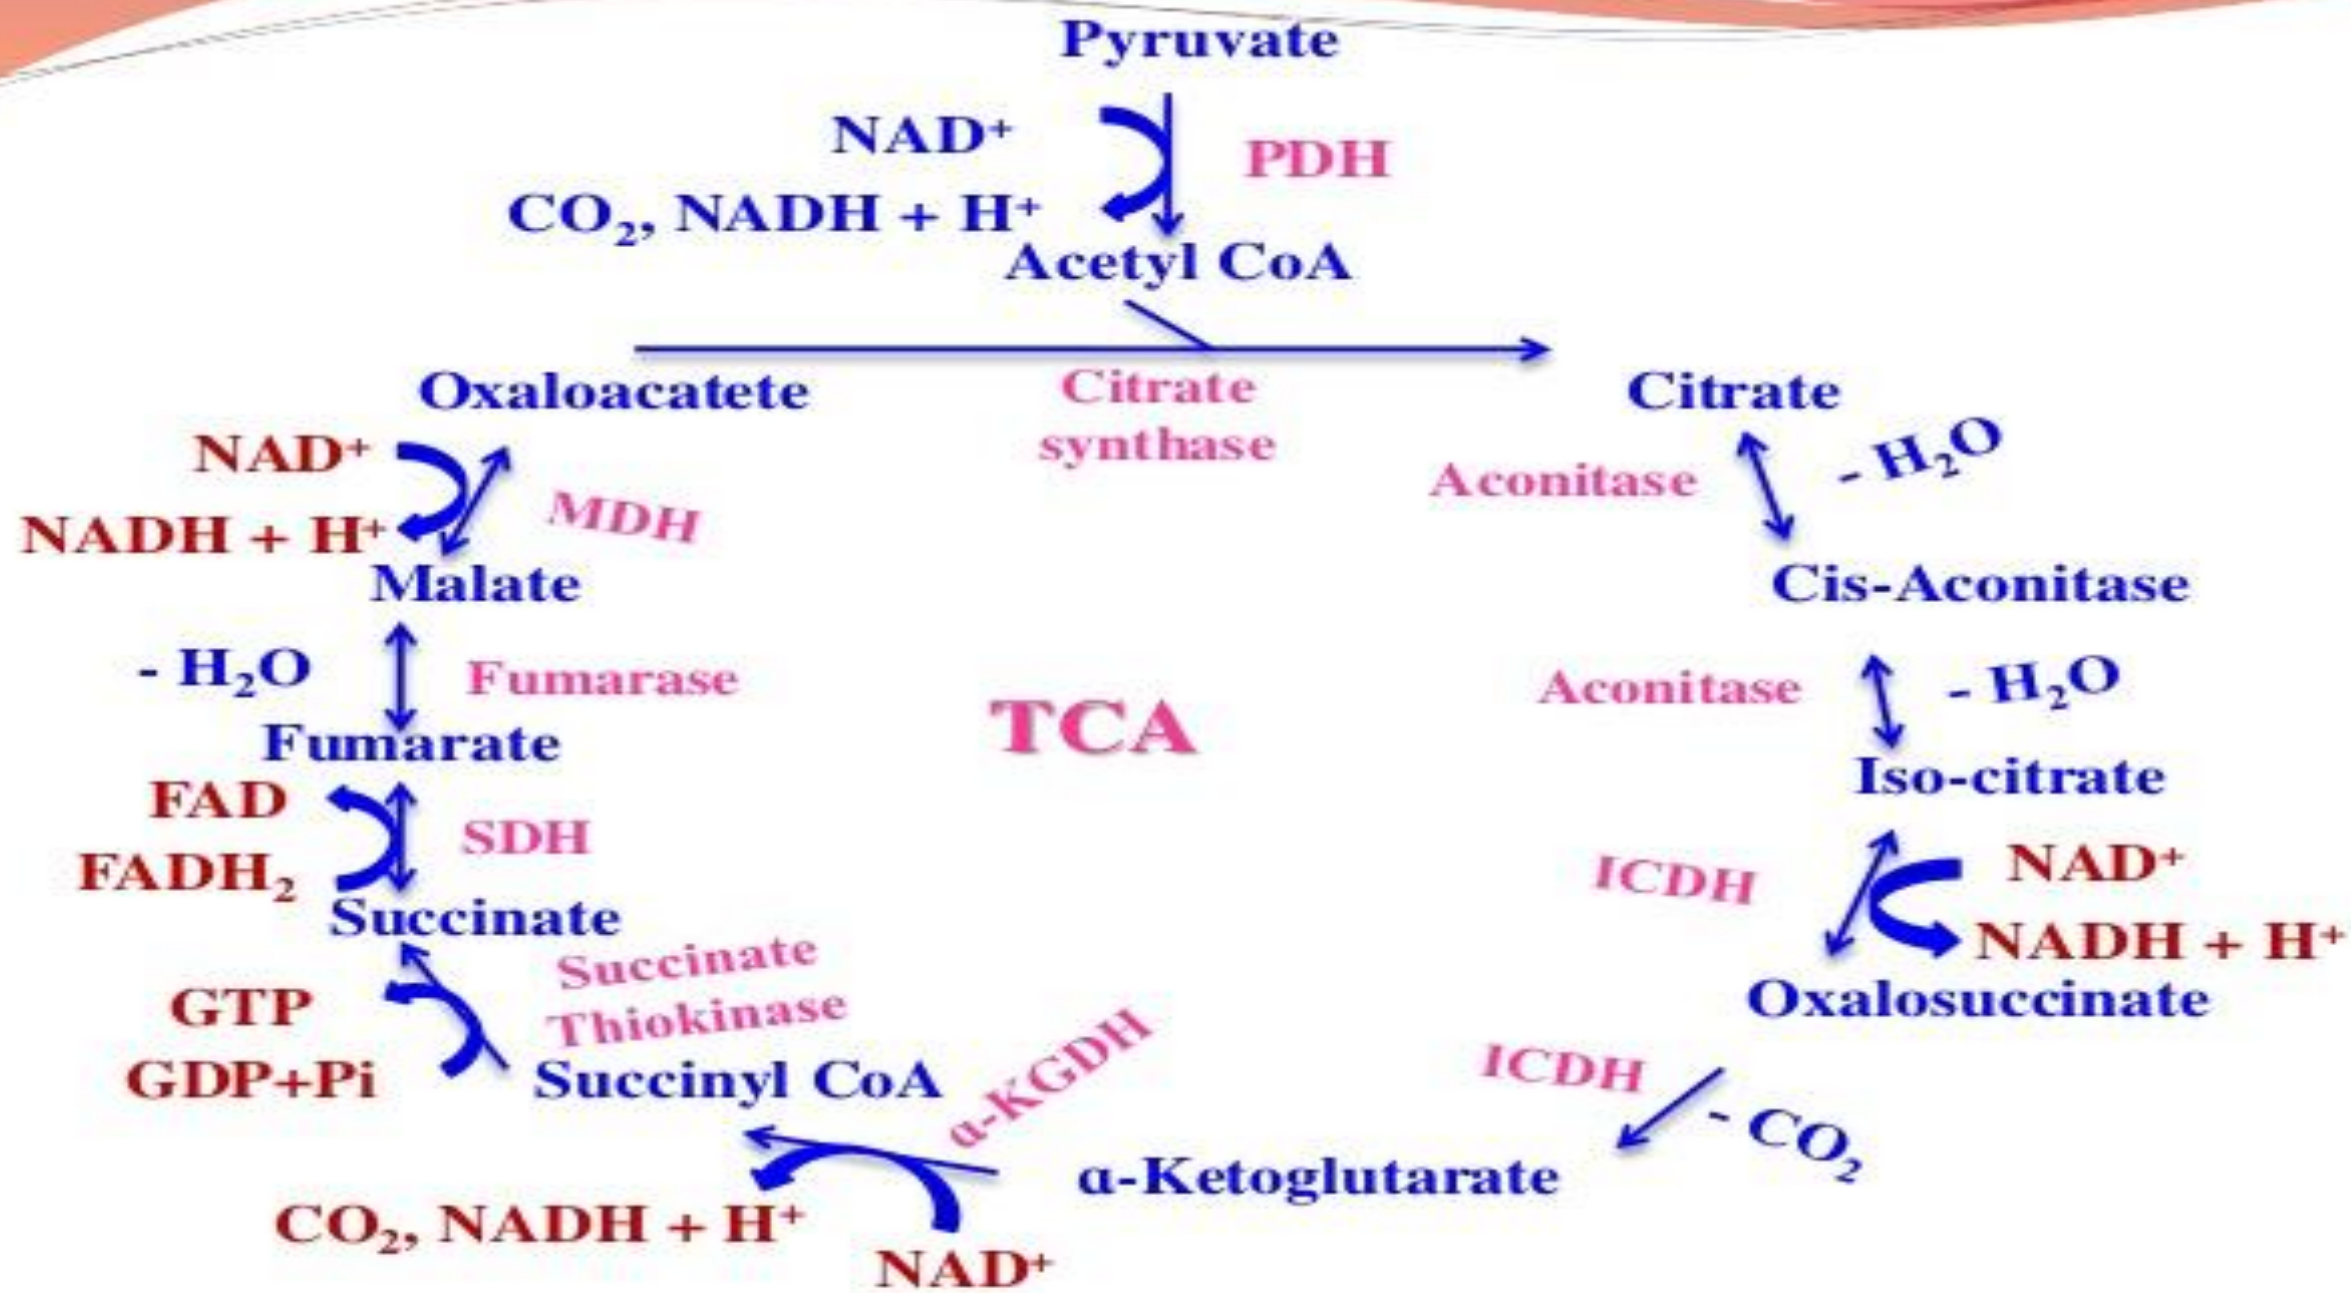 Pyruvate
NAD⁺
PDH
CO₂, NADH + H⁺
Acetyl CoA
Oxaloacatete
Citrate
synthase
Citrate
NAD⁺
NADH + H⁺
MDH
Aconitase
- H₂O
Malate
Cis-Aconitase
- H₂O
Fumarase
TCA
Aconitase
- H₂O
Fumarate
Iso-citrate
FAD
FADH₂
SDH
ICDH
NAD⁺
NADH + H⁺
Succinate
Oxalosuccinate
Succinate
Thiokinase
GTP
GDP+Pi
Succinyl CoA
α-KGDH
ICDH
- CO₂
α-Ketoglutarate
CO₂, NADH + H⁺
NAD⁺